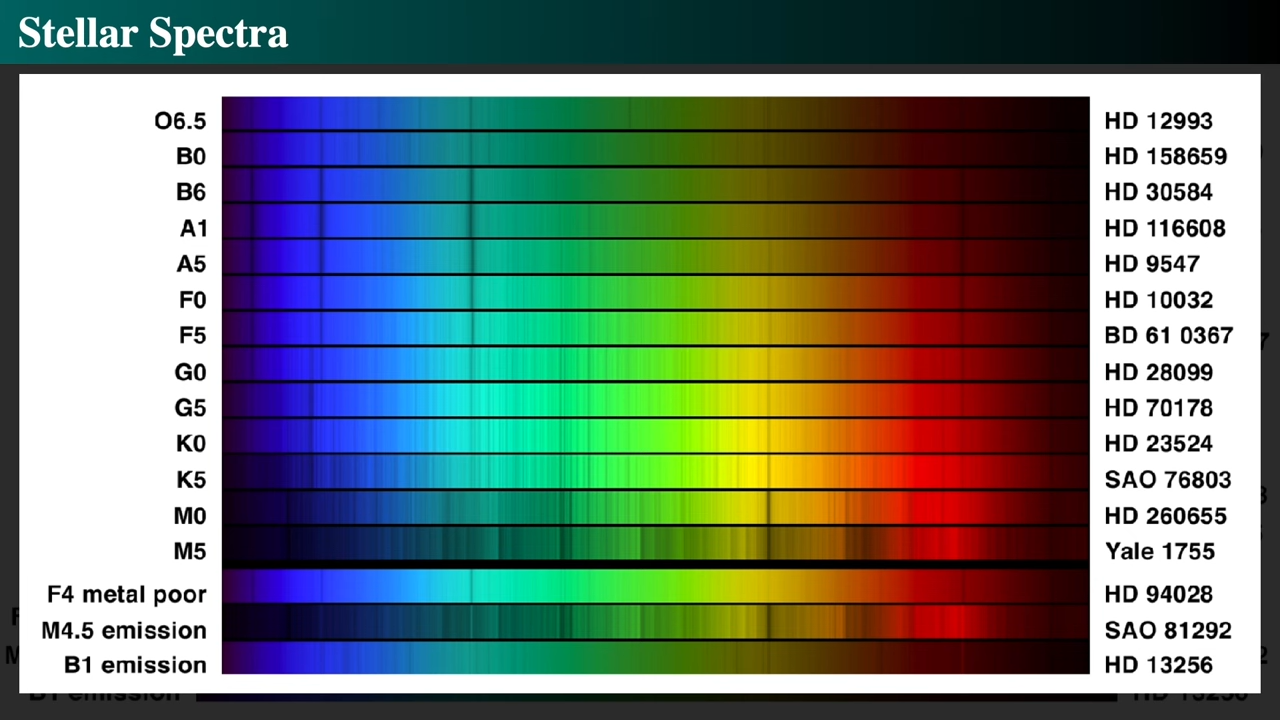 Stellar Spectra
O6.5 HD 12993
B0 HD 158659
B6 HD 30584
A1 HD 116608
A5 HD 9547
F0 HD 10032
F5 BD 61 0367
G0 HD 28099
G5 HD 70178
K0 HD 23524
K5 SAO 76803
M0 HD 260655
M5 Yale 1755
F4 metal poor HD 94028
M4.5 emission SAO 81292
B1 emission HD 13256